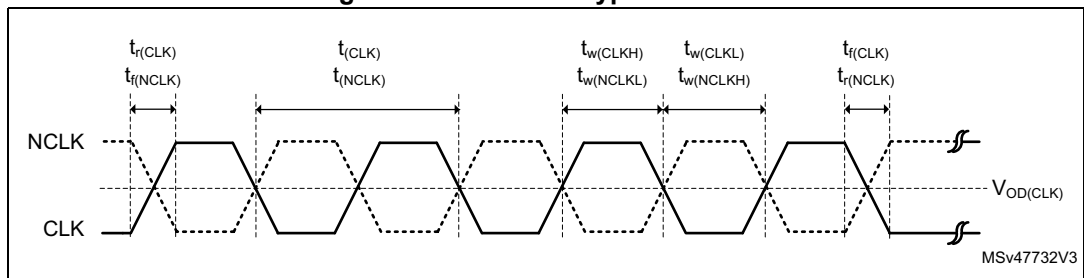 t_r(CLK)
t_f(NCLK)
t_(CLK)
t_(NCLK)
t_w(CLKH)
t_w(NCLKL)
t_w(CLKL)
t_w(NCLKH)
t_f(CLK)
t_r(NCLK)
NCLK
V_OD(CLK)
CLK
MSv47732V3